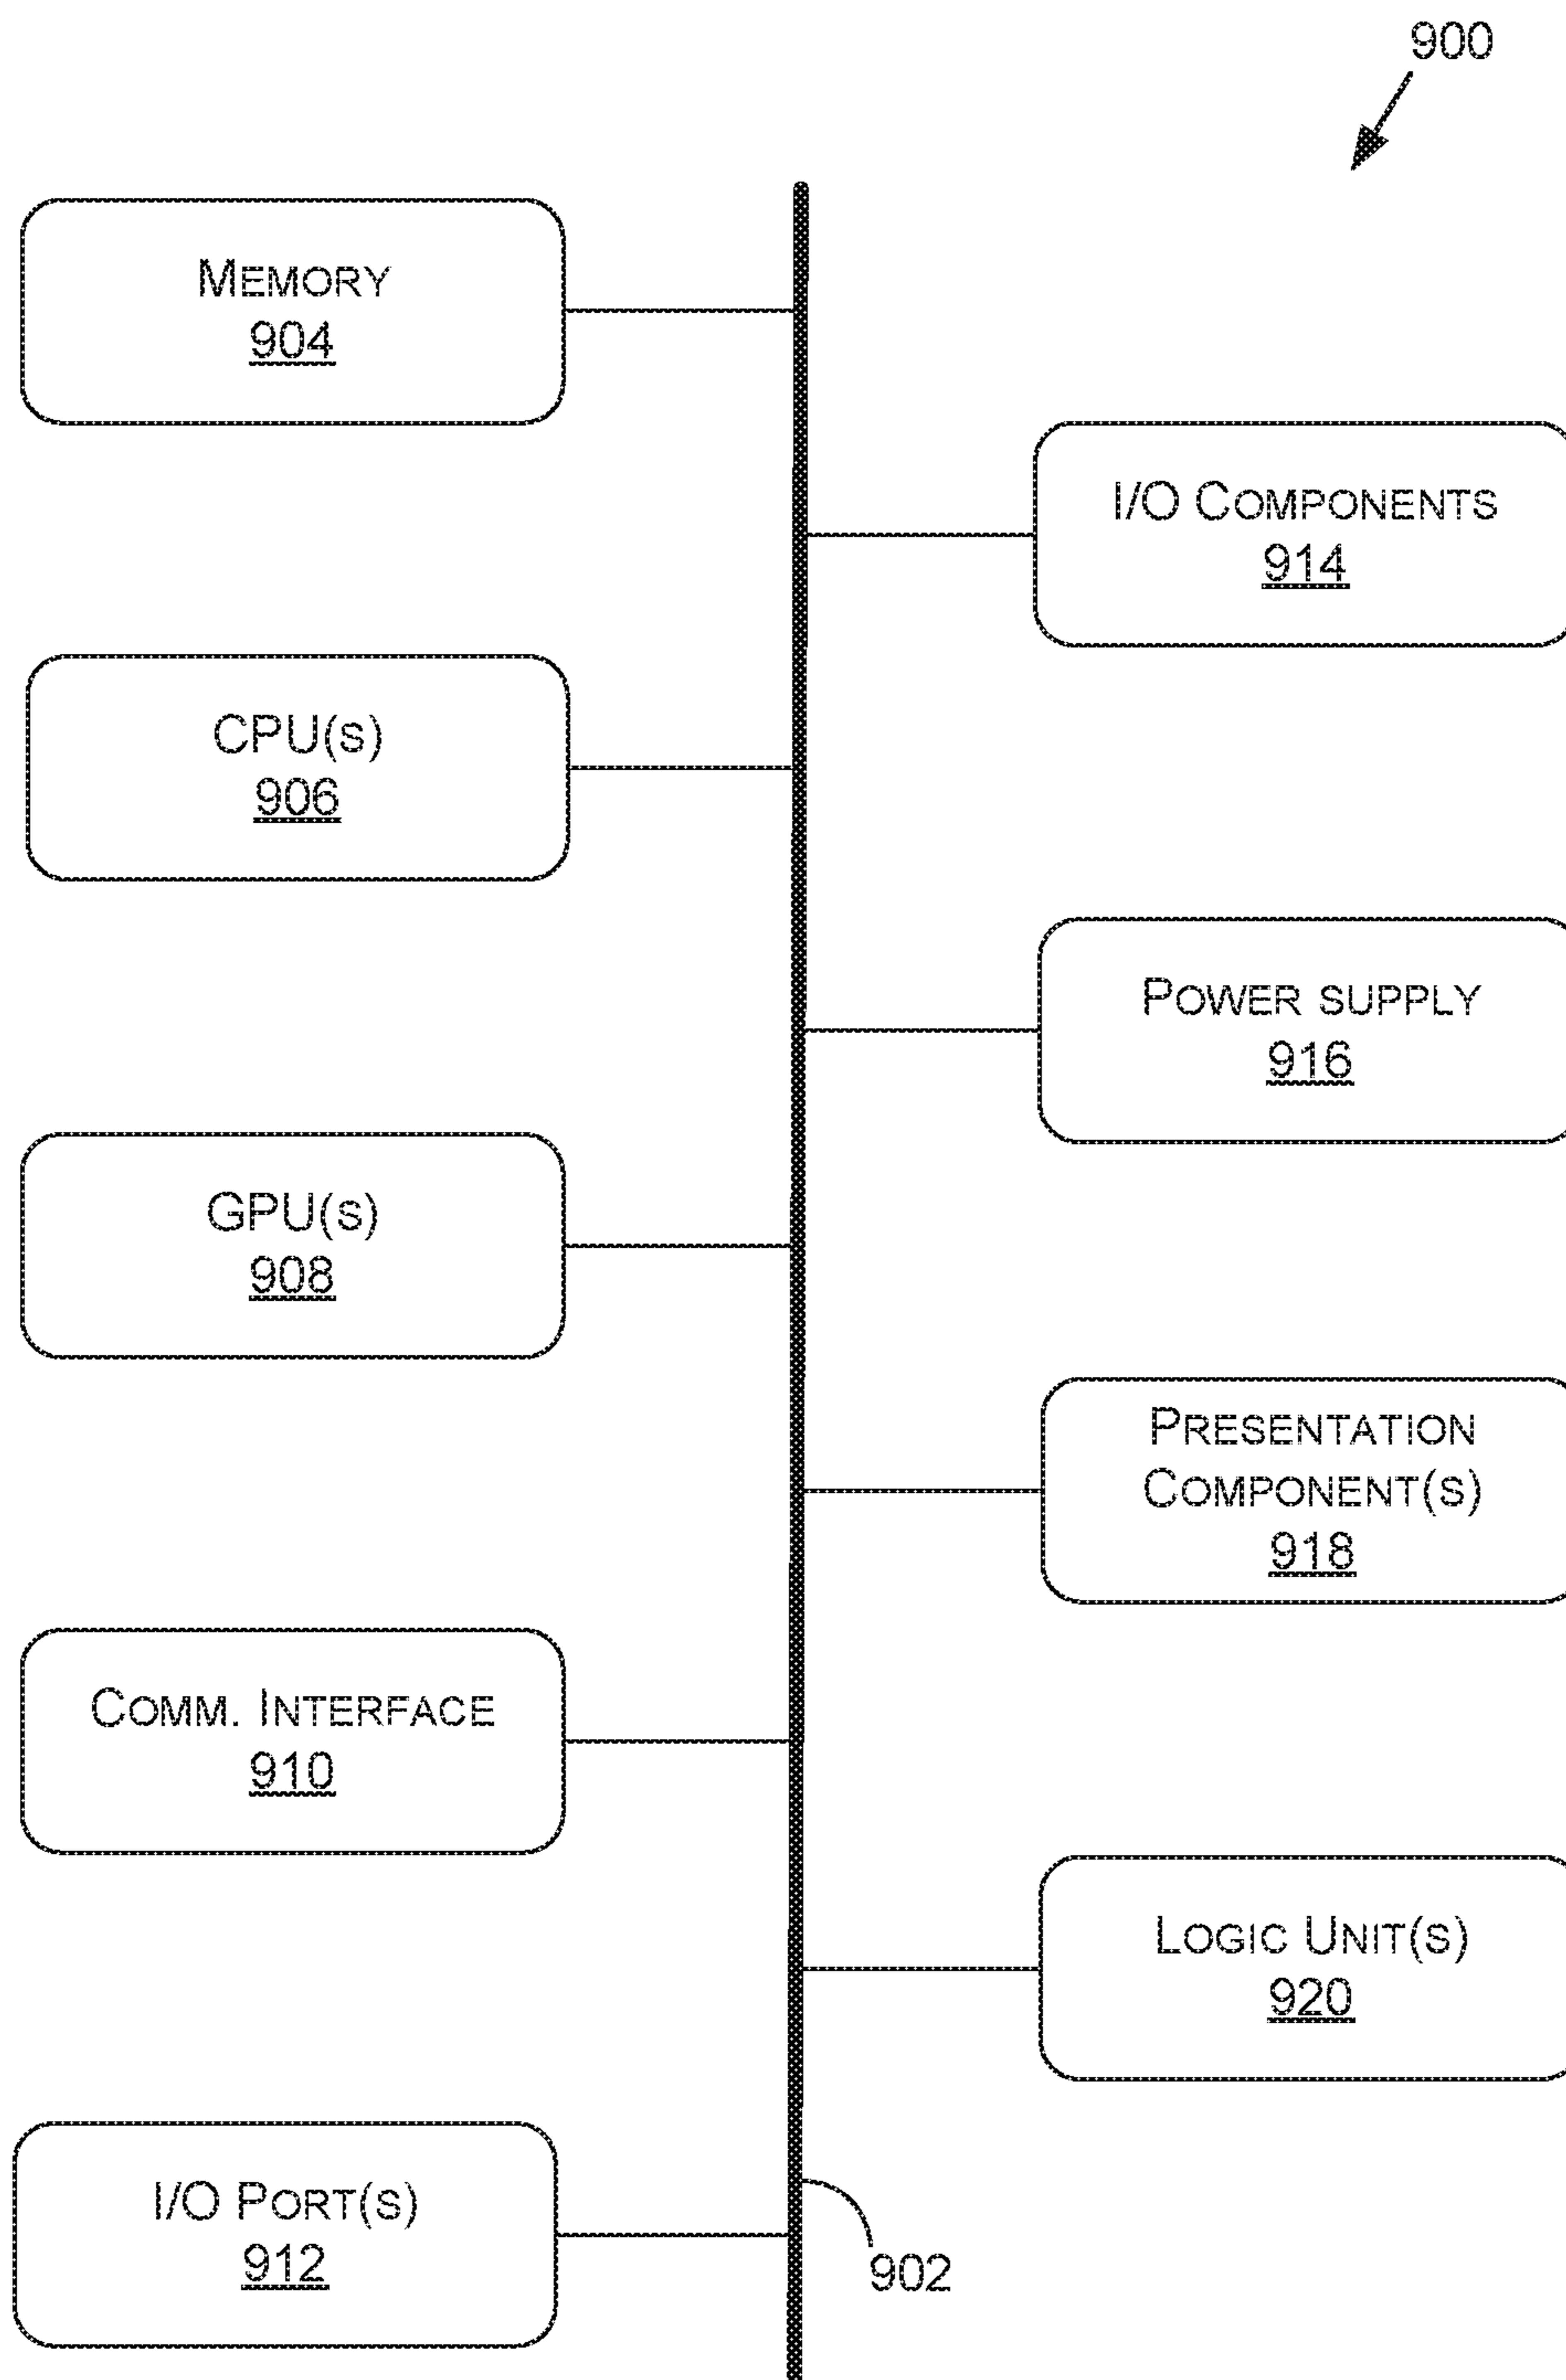 900
MEMORY
904
I/O COMPONENTS
914
CPU(S)
906
POWER SUPPLY
916
GPU(S)
908
PRESENTATION
COMPONENT(S)
918
COMM. INTERFACE
910
LOGIC UNIT(S)
920
I/O PORT(S)
912
902